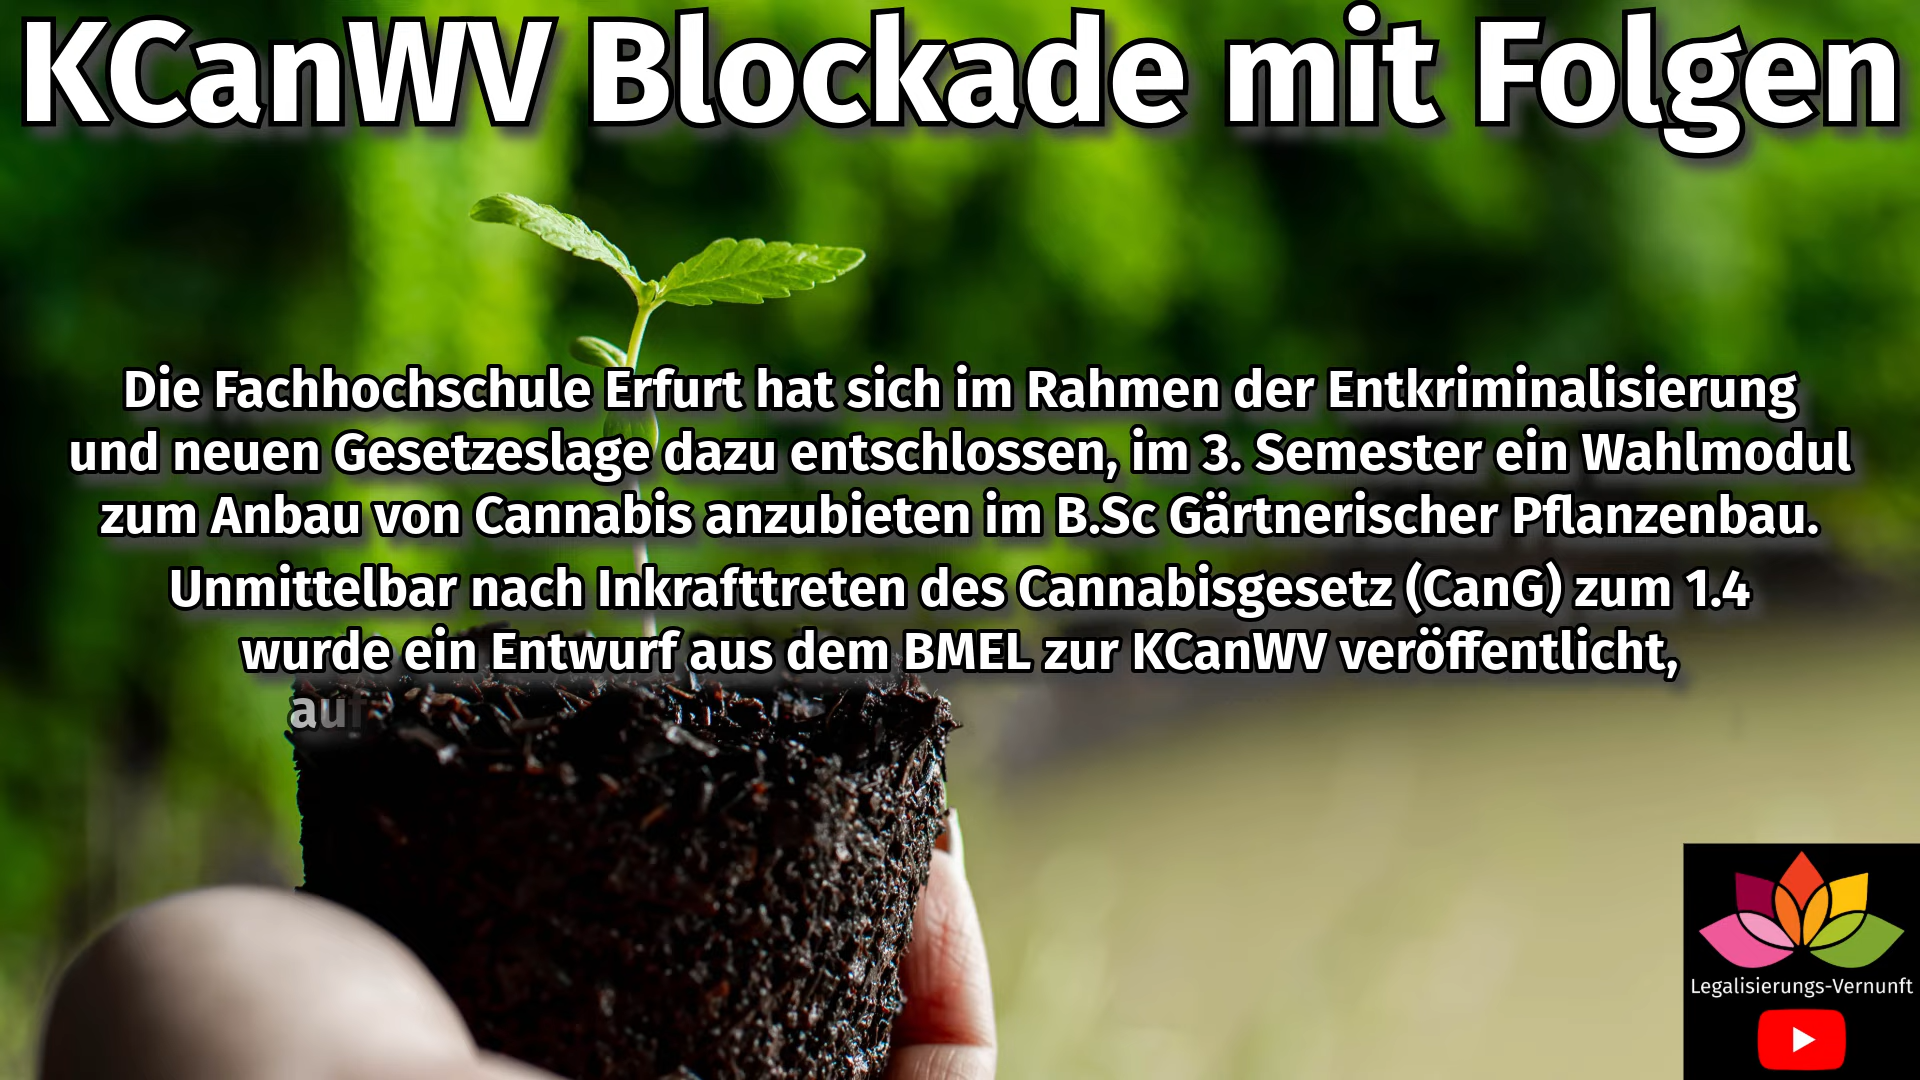 KCanWV Blockade mit Folgen
Die Fachhochschule Erfurt hat sich im Rahmen der Entkriminalisierung
und neuen Gesetzeslage dazu entschlossen, im 3. Semester ein Wahlmodul
zum Anbau von Cannabis anzubieten im B.Sc Gärtnerischer Pflanzenbau.
Unmittelbar nach Inkrafttreten des Cannabisgesetz (CanG) zum 1.4
wurde ein Entwurf aus dem BMEL zur KCanWV veröffentlicht,
auf
Legalisierungs-Vernunft